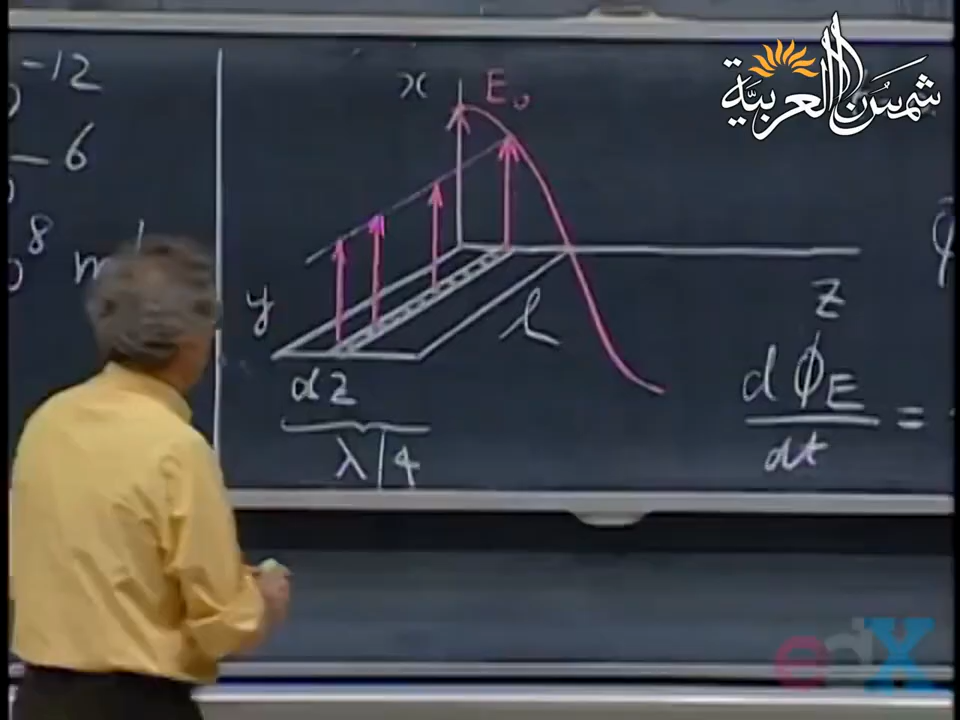 -12
-6
8 m
x
E₀
y
l
z
dz
λ/4
dϕE/dt =
شمس العربية
edX